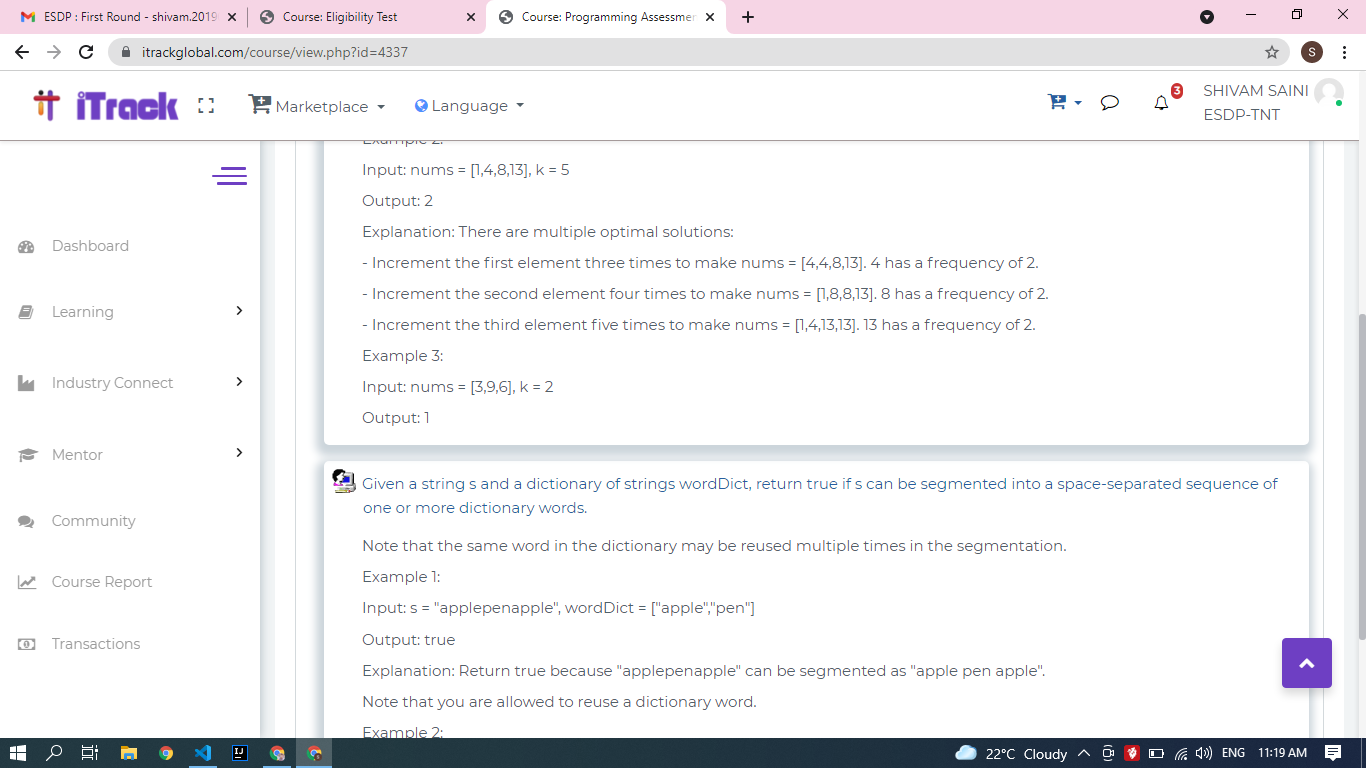 ESDP : First Round - shivam.2019
Course: Eligibility Test
Course: Programming Assessmen
itrackglobal.com/course/view.php?id=4337
S
iTrack
Marketplace
Language
3
SHIVAM SAINI
ESDP-TNT
Dashboard
Learning
Industry Connect
Mentor
Community
Course Report
Transactions
Example 2:
Input: nums = [1,4,8,13], k = 5
Output: 2
Explanation: There are multiple optimal solutions:
- Increment the first element three times to make nums = [4,4,8,13]. 4 has a frequency of 2.
- Increment the second element four times to make nums = [1,8,8,13]. 8 has a frequency of 2.
- Increment the third element five times to make nums = [1,4,13,13]. 13 has a frequency of 2.
Example 3:
Input: nums = [3,9,6], k = 2
Output: 1
Given a string s and a dictionary of strings wordDict, return true if s can be segmented into a space-separated sequence of
one or more dictionary words.
Note that the same word in the dictionary may be reused multiple times in the segmentation.
Example 1:
Input: s = "applepenapple", wordDict = ["apple","pen"]
Output: true
Explanation: Return true because "applepenapple" can be segmented as "apple pen apple".
Note that you are allowed to reuse a dictionary word.
Example 2:
22°C Cloudy
ENG
11:19 AM